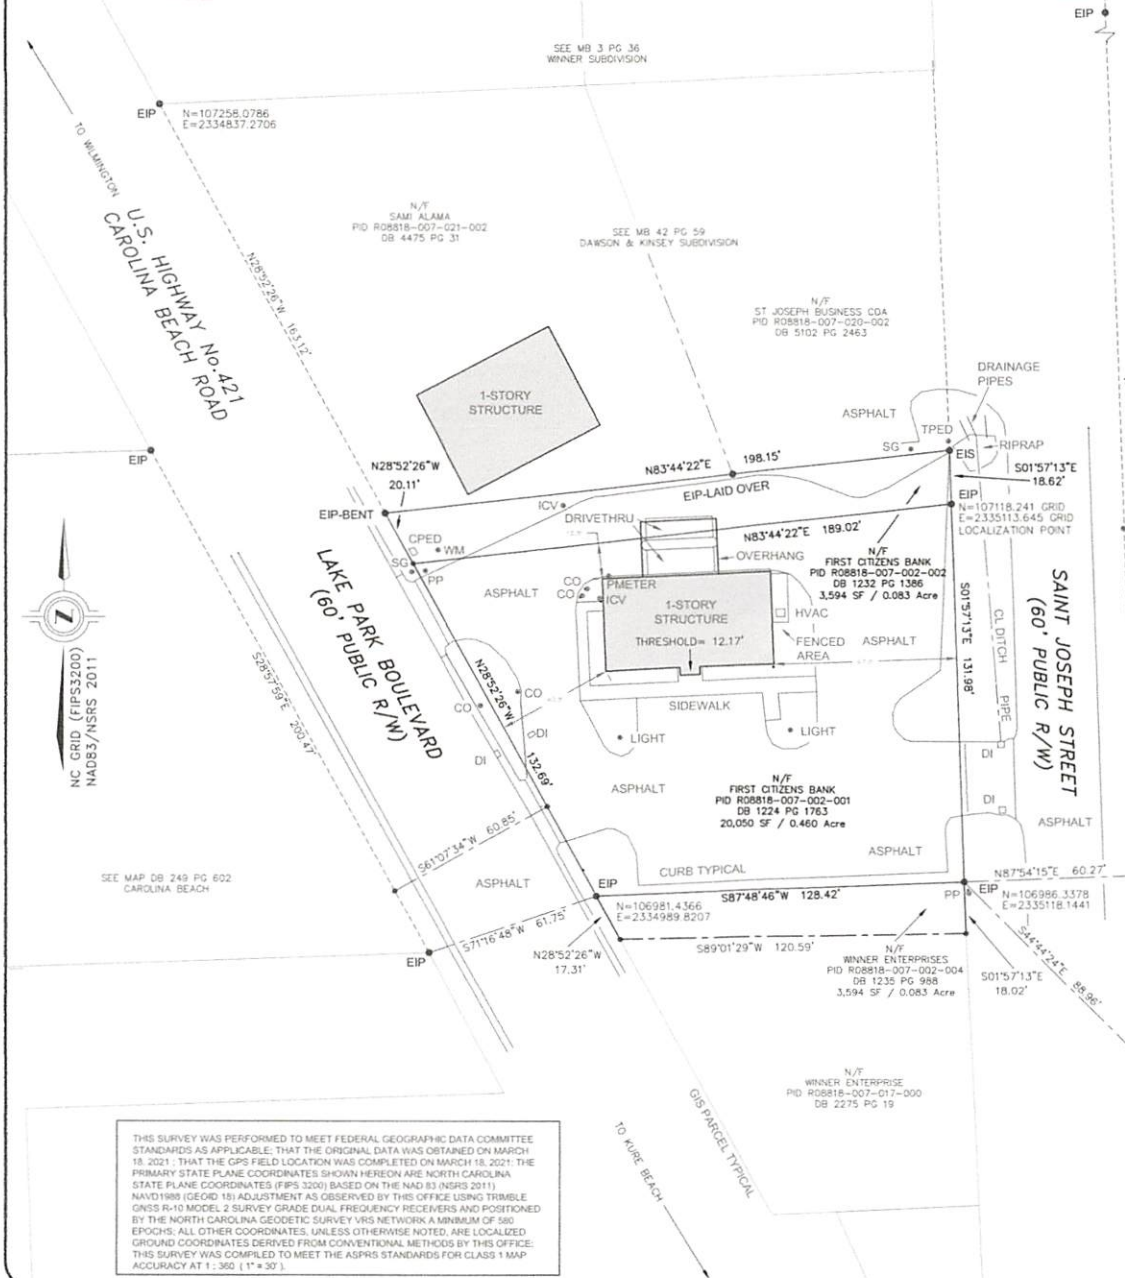 EIP
SEE MB 3 PG 36
WINNER SUBDIVISION
EIP
N=107258.0786
E=2334837.2706
TO WILMINGTON
U.S. HIGHWAY No.421
CAROLINA BEACH ROAD
N28°52'26"W 163.12'
N/F
SAMI ALAMA
PID R08818-007-021-002
DB 4475 PG 31
SEE MB 42 PG 59
DAWSON & KINSEY SUBDIVISION
N/F
ST JOSEPH BUSINESS COA
PID R08818-007-020-002
DB 5102 PG 2463
1-STORY
STRUCTURE
DRAINAGE
PIPES
ASPHALT
TPED
SG
EIS
RIPRAP
EIP
N28°52'26"W
20.11'
N83°44'22"E 198.15'
EIP-LAID OVER
S01°57'13"E
18.62'
EIP
N=107118.241 GRID
E=2335113.645 GRID
LOCALIZATION POINT
EIP-BENT
ICV
DRIVETHRU
N83°44'22"E 189.02'
CPED
WM
SG
PP
OVERHANG
N/F
FIRST CITIZENS BANK
PID R08818-007-002-002
DB 1232 PG 1386
3,594 SF / 0.083 Acre
ASPHALT
CO
CO
PMETER
ICV
1-STORY
STRUCTURE
THRESHOLD= 12.17'
HVAC
FENCED
AREA
ASPHALT
LAKE PARK BOULEVARD
(60' PUBLIC R/W)
NC GRID (FIPS3200)
NAD83/NSRS 2011
S28°57'59"E 200.47'
N28°52'26"W
132.69'
S01°57'13"E 131.98'
CL DITCH
PIPE
SAINT JOSEPH STREET
(60' PUBLIC R/W)
CO
CO
SIDEWALK
LIGHT
LIGHT
DI
DI
DI
DI
ASPHALT
N/F
FIRST CITIZENS BANK
PID R08818-007-002-001
DB 1224 PG 1763
20,050 SF / 0.460 Acre
ASPHALT
ASPHALT
S61°07'34"W 60.85'
SEE MAP DB 249 PG 602
CAROLINA BEACH
ASPHALT
CURB TYPICAL
N87°54'15"E 60.27'
EIP
S87°48'46"W 128.42'
PP
EIP
N=106981.4366
E=2334989.8207
N=106986.3378
E=2335118.1441
S71°16'48"W 61.75'
EIP
N28°52'26"W
17.31'
S89°01'29"W 120.59'
N/F
WINNER ENTERPRISES
PID R08818-007-002-004
DB 1235 PG 988
3,594 SF / 0.083 Acre
S01°57'13"E
18.02'
S44°44'24"E 88.96'
N/F
WINNER ENTERPRISE
PID R08818-007-017-000
DB 2275 PG 19
GIS PARCEL TYPICAL
TO KURE BEACH
THIS SURVEY WAS PERFORMED TO MEET FEDERAL GEOGRAPHIC DATA COMMITTEE
STANDARDS AS APPLICABLE; THAT THE ORIGINAL DATA WAS OBTAINED ON MARCH
18, 2021 ; THAT THE GPS FIELD LOCATION WAS COMPLETED ON MARCH 18, 2021; THE
PRIMARY STATE PLANE COORDINATES SHOWN HEREON ARE NORTH CAROLINA
STATE PLANE COORDINATES (FIPS 3200) BASED ON THE NAD 83 (NSRS 2011)
NAVD1988 (GEOID 18) ADJUSTMENT AS OBSERVED BY THIS OFFICE USING TRIMBLE
GNSS R-10 MODEL 2 SURVEY GRADE DUAL FREQUENCY RECEIVERS AND POSITIONED
BY THE NORTH CAROLINA GEODETIC SURVEY VRS NETWORK A MINIMUM OF 580
EPOCHS; ALL OTHER COORDINATES, UNLESS OTHERWISE NOTED, ARE LOCALIZED
GROUND COORDINATES DERIVED FROM CONVENTIONAL METHODS BY THIS OFFICE;
THIS SURVEY WAS COMPILED TO MEET THE ASPRS STANDARDS FOR CLASS 1 MAP
ACCURACY AT 1 : 360 ( 1" = 30' ).